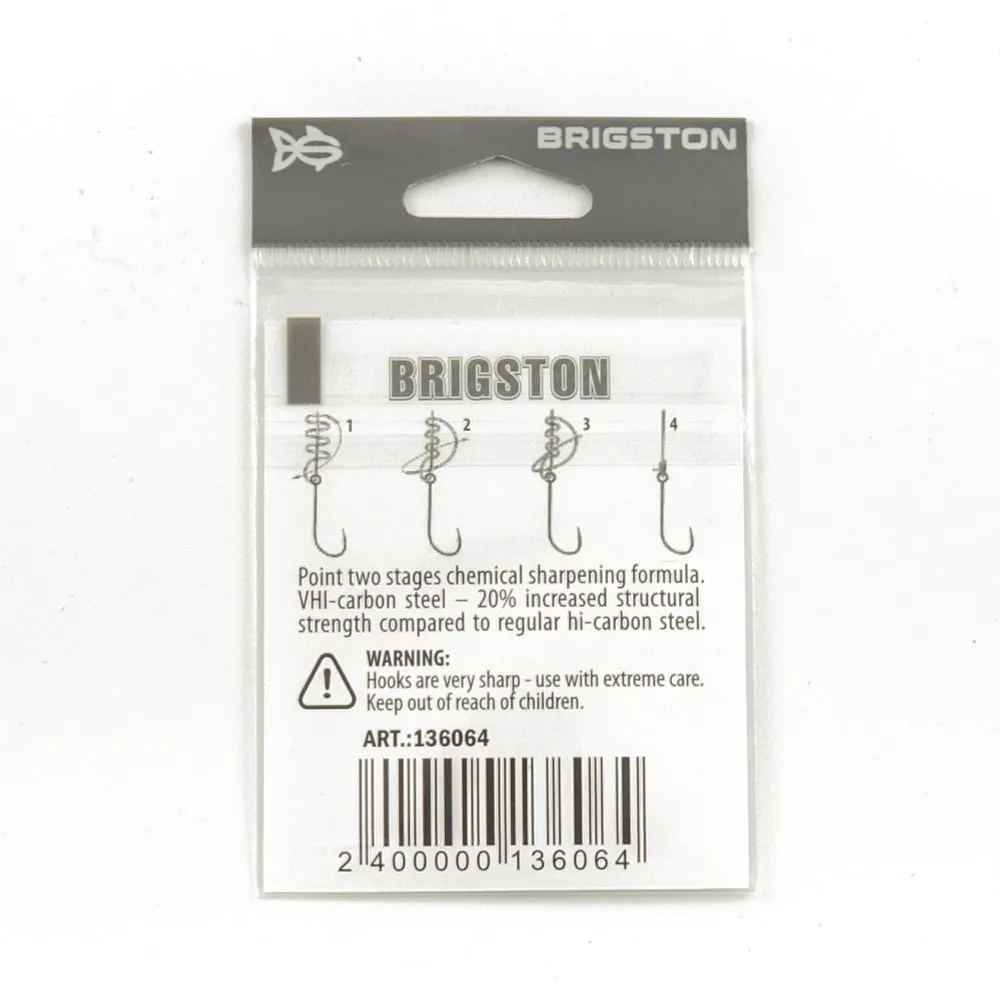 BRIGSTON
BRIGSTON
1 2 3 4
Point two stages chemical sharpening formula.
VHI-carbon steel – 20% increased structural
strength compared to regular hi-carbon steel.
WARNING:
Hooks are very sharp - use with extreme care.
Keep out of reach of children.
ART.:136064
2 400000 136064